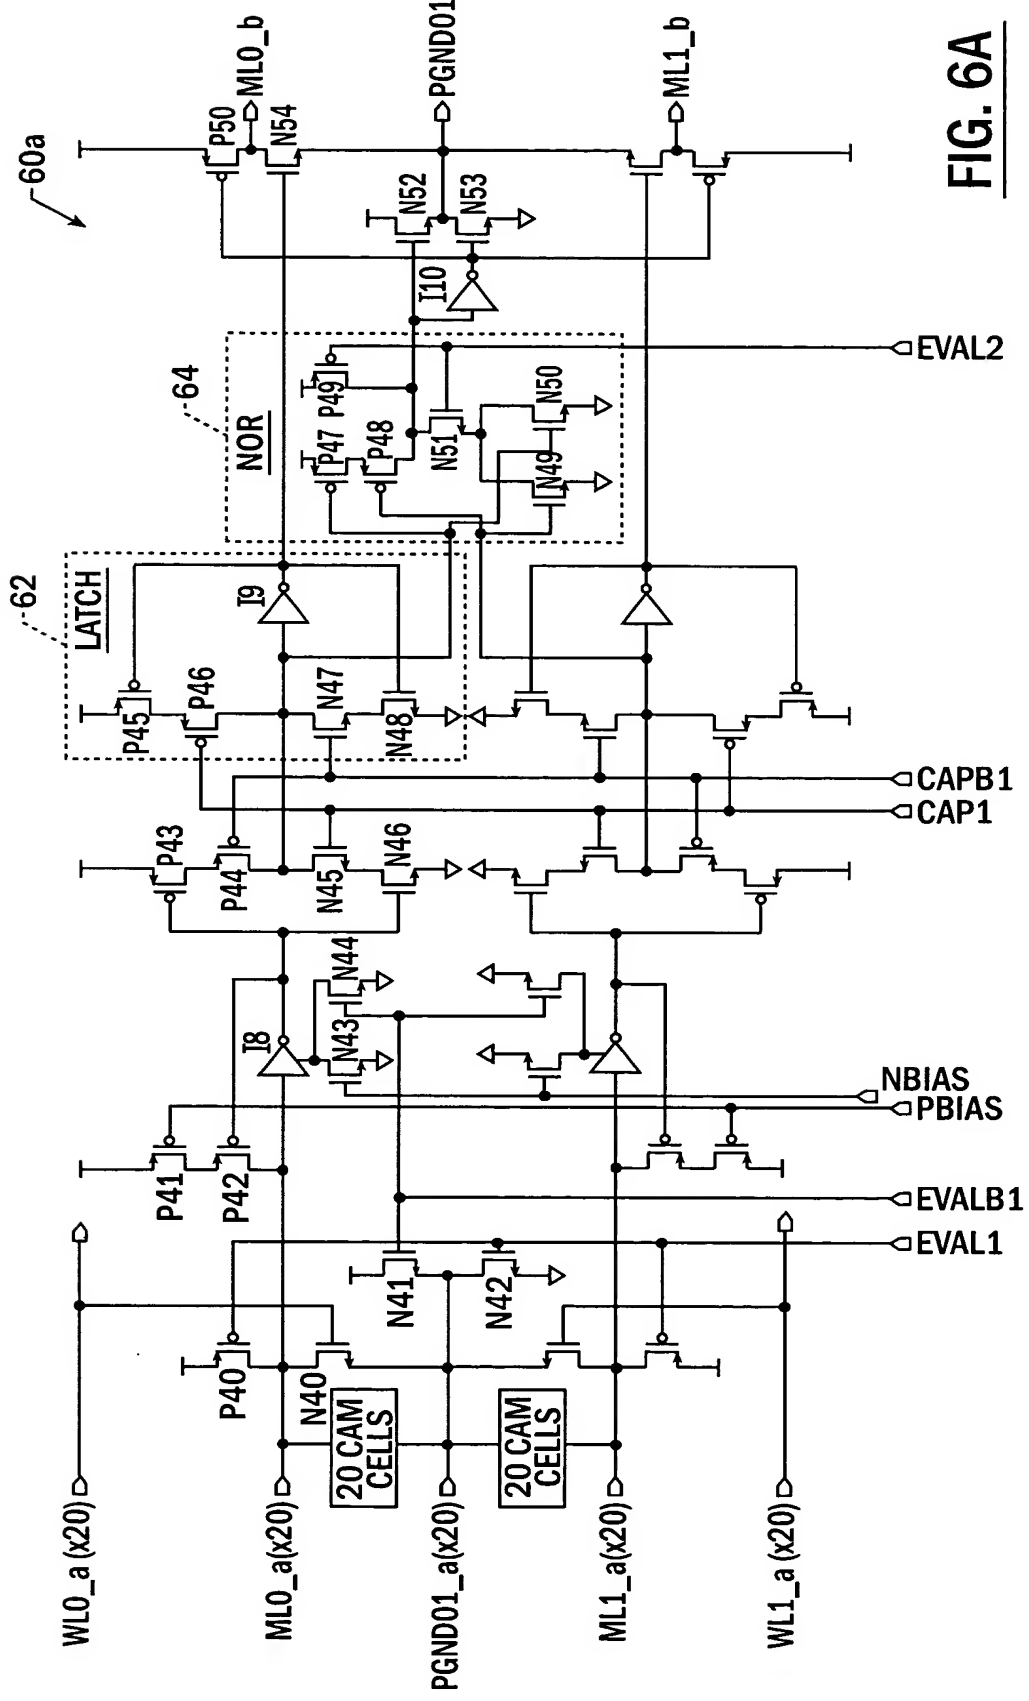 FIG. 6A
60a
ML0_b
PGND01
ML1_b
P50
N54
N52
N53
I10
64
NOR
P49
P47
P48
N51
N50
N49
EVAL2
62
LATCH
I9
P45
P46
N47
N48
CAPB1
CAP1
P43
P44
N45
N46
I8
N44
N43
NBIAS
PBIAS
P41
P42
EVALB1
EVAL1
N41
N42
P40
N40
20 CAM
CELLS
20 CAM
CELLS
WL0_a (x20)
ML0_a(x20)
PGND01_a(x20)
ML1_a(x20)
WL1_a (x20)